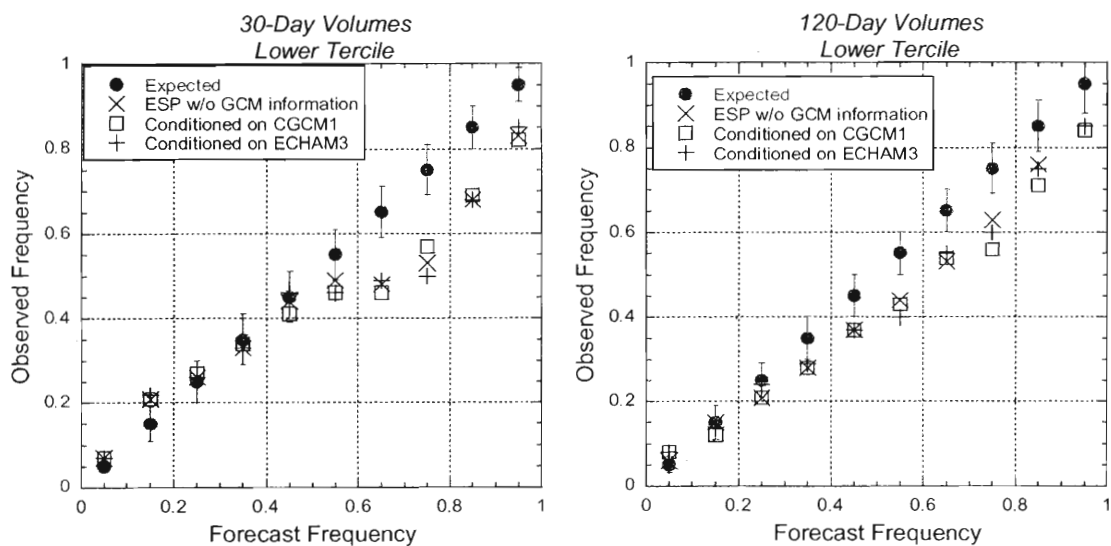 30-Day Volumes
Lower Tercile
1
0.8
0.6
0.4
0.2
0
Observed Frequency
Expected
ESP w/o GCM information
Conditioned on CGCM1
Conditioned on ECHAM3
0
0.2
0.4
0.6
0.8
1
Forecast Frequency
120-Day Volumes
Lower Tercile
1
0.8
0.6
0.4
0.2
0
Observed Frequency
Expected
ESP w/o GCM information
Conditioned on CGCM1
Conditioned on ECHAM3
0
0.2
0.4
0.6
0.8
1
Forecast Frequency